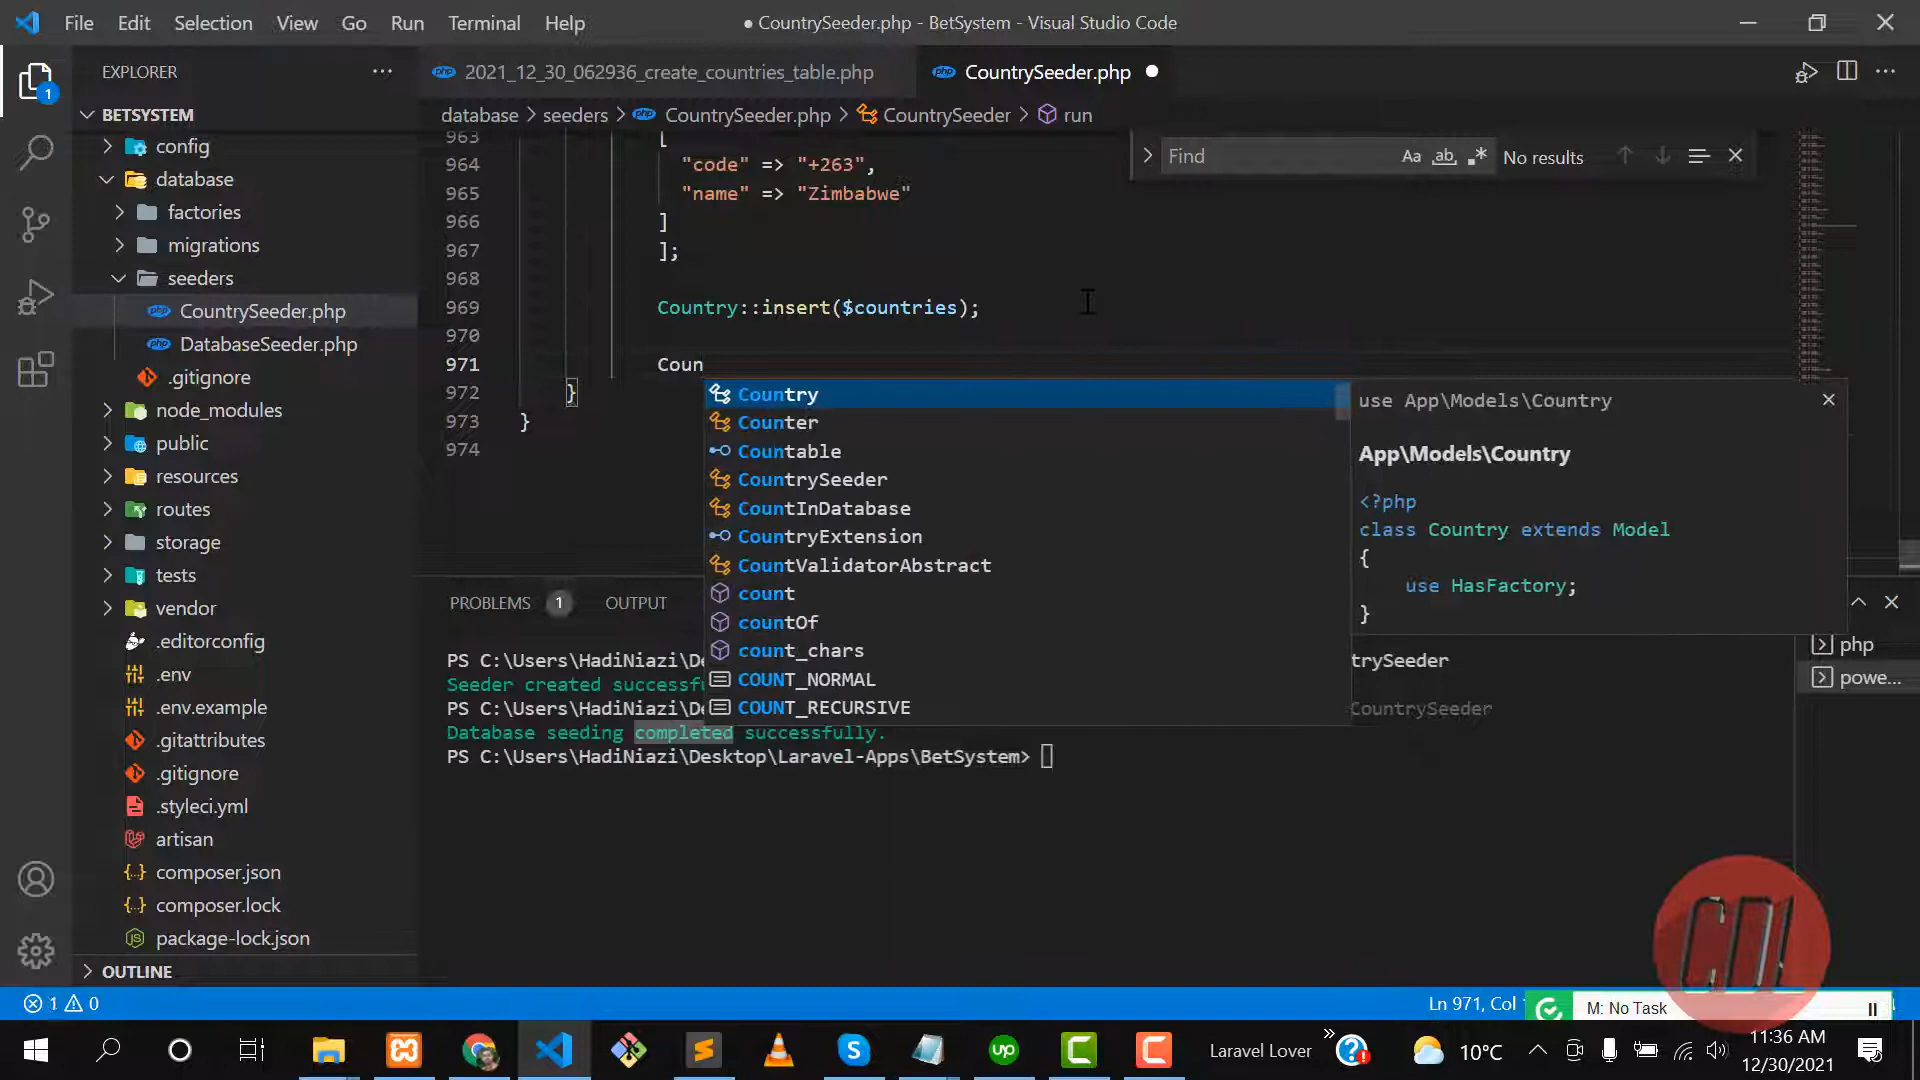 File Edit Selection View Go Run Terminal Help
● CountrySeeder.php - BetSystem - Visual Studio Code
EXPLORER
2021_12_30_062936_create_countries_table.php
CountrySeeder.php
database > seeders > CountrySeeder.php > CountrySeeder > run
BETSYSTEM
config
database
factories
migrations
seeders
CountrySeeder.php
DatabaseSeeder.php
.gitignore
node_modules
public
resources
routes
storage
tests
vendor
.editorconfig
.env
.env.example
.gitattributes
.gitignore
.styleci.yml
artisan
composer.json
composer.lock
package-lock.json
OUTLINE
Find
Aa ab
No results
963 [
964 "code" => "+263",
965 "name" => "Zimbabwe"
966 ]
967 ];
968
969 Country::insert($countries);
970
971 Coun
972 }
973 }
974
Country
Counter
Countable
CountrySeeder
CountInDatabase
CountryExtension
CountValidatorAbstract
count
countOf
count_chars
COUNT_NORMAL
COUNT_RECURSIVE
use App\Models\Country
App\Models\Country
<?php
class Country extends Model
{
use HasFactory;
}
PROBLEMS 1 OUTPUT
PS C:\Users\HadiNiazi\De trySeeder
Seeder created successfu
PS C:\Users\HadiNiazi\De CountrySeeder
Database seeding completed successfully.
PS C:\Users\HadiNiazi\Desktop\Laravel-Apps\BetSystem>
php
powe...
1
1 0
Ln 971, Col
M: No Task
Laravel Lover
10°C
11:36 AM
12/30/2021